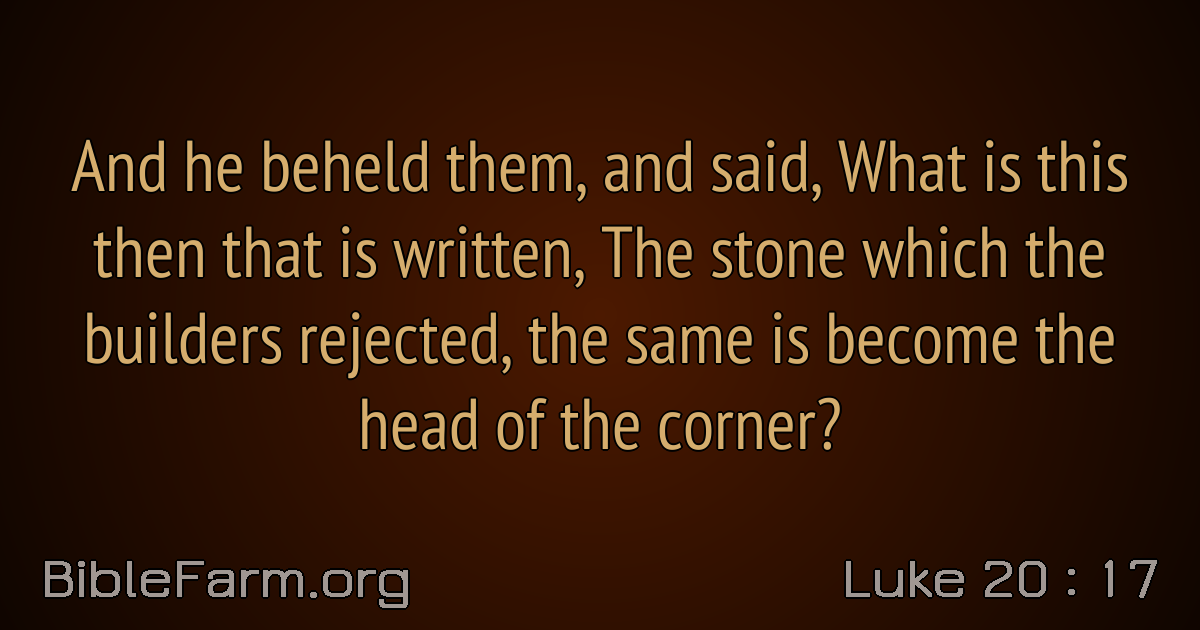 And he beheld them, and said, What is this
then that is written, The stone which the
builders rejected, the same is become the
head of the corner?
BibleFarm.org
Luke 20 : 17